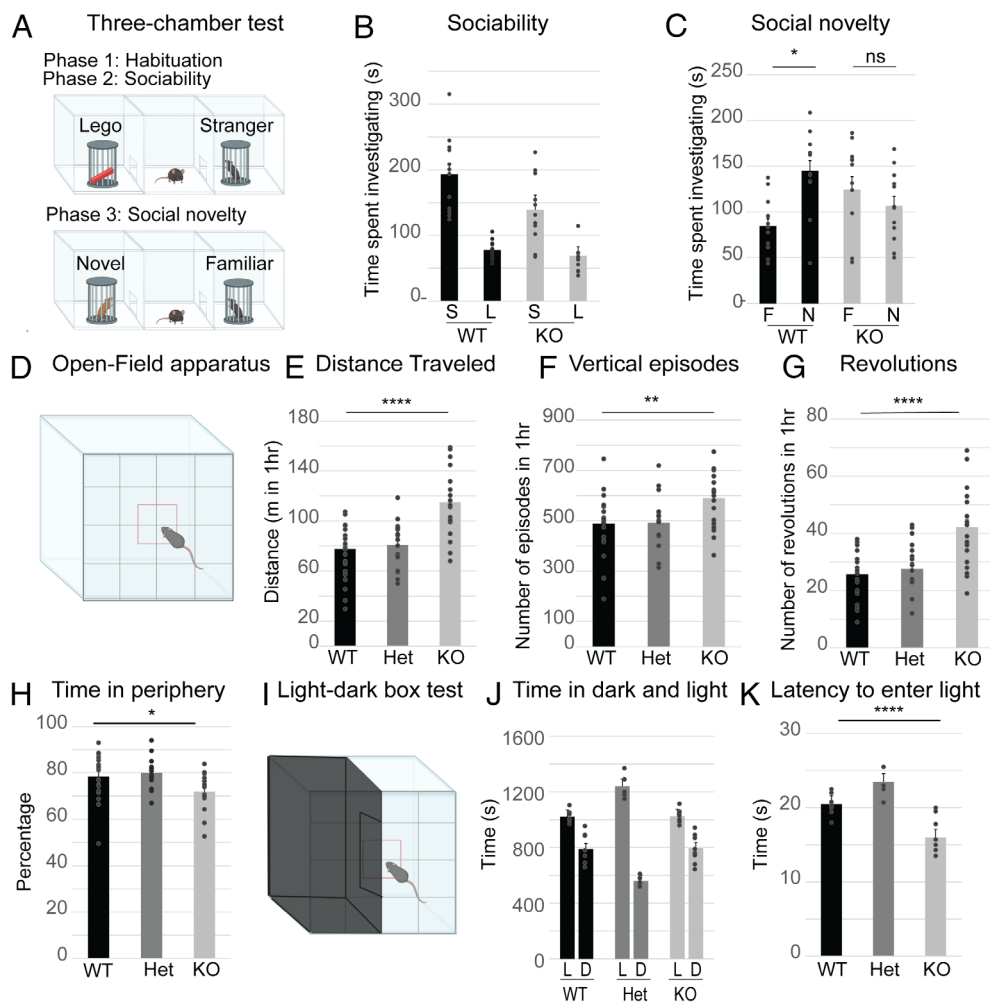 A Three-chamber test
Phase 1: Habituation
Phase 2: Sociability
Lego Stranger
Phase 3: Social novelty
Novel Familiar
B Sociability
Time spent investigating (s)
300
200
100
0
S L S L
WT KO
C Social novelty
Time spent investigating (s)
* ns
250
200
150
100
50
0
F N F N
WT KO
D Open-Field apparatus
E Distance Traveled
Distance (m in 1hr)
****
180
140
100
60
20
0
WT Het KO
F Vertical episodes
Number of episodes in 1hr
**
900
700
500
300
100
0
WT Het KO
G Revolutions
Number of revolutions in 1hr
****
80
60
40
20
0
WT Het KO
H Time in periphery
Percentage
*
100
80
60
40
20
0
WT Het KO
I Light-dark box test
J Time in dark and light
Time (s)
1600
1200
800
400
0
L D L D L D
WT Het KO
K Latency to enter light
Time (s)
****
30
20
10
0
WT Het KO